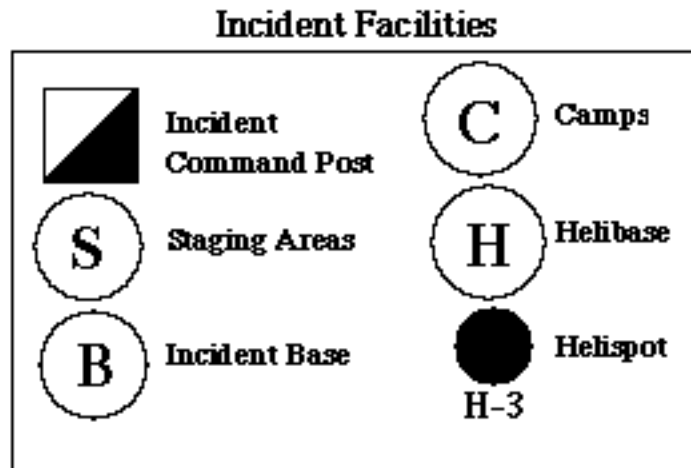 Incident Facilities
Incident
Command Post
S
Staging Areas
B
Incident Base
C
Camps
H
Helibase
Helispot
H-3